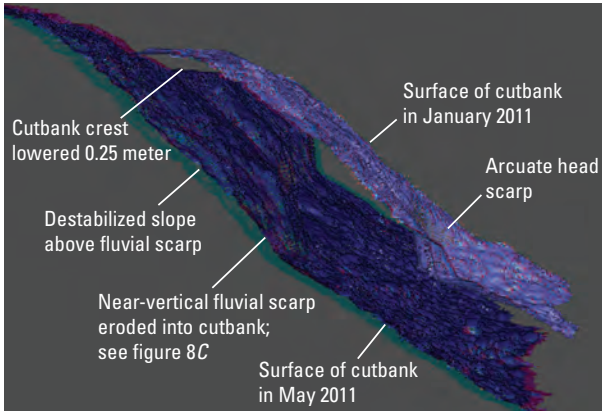 Surface of cutbank
in January 2011
Cutbank crest
lowered 0.25 meter
Arcuate head
scarp
Destabilized slope
above fluvial scarp
Near-vertical fluvial scarp
eroded into cutbank;
see figure 8C
Surface of cutbank
in May 2011